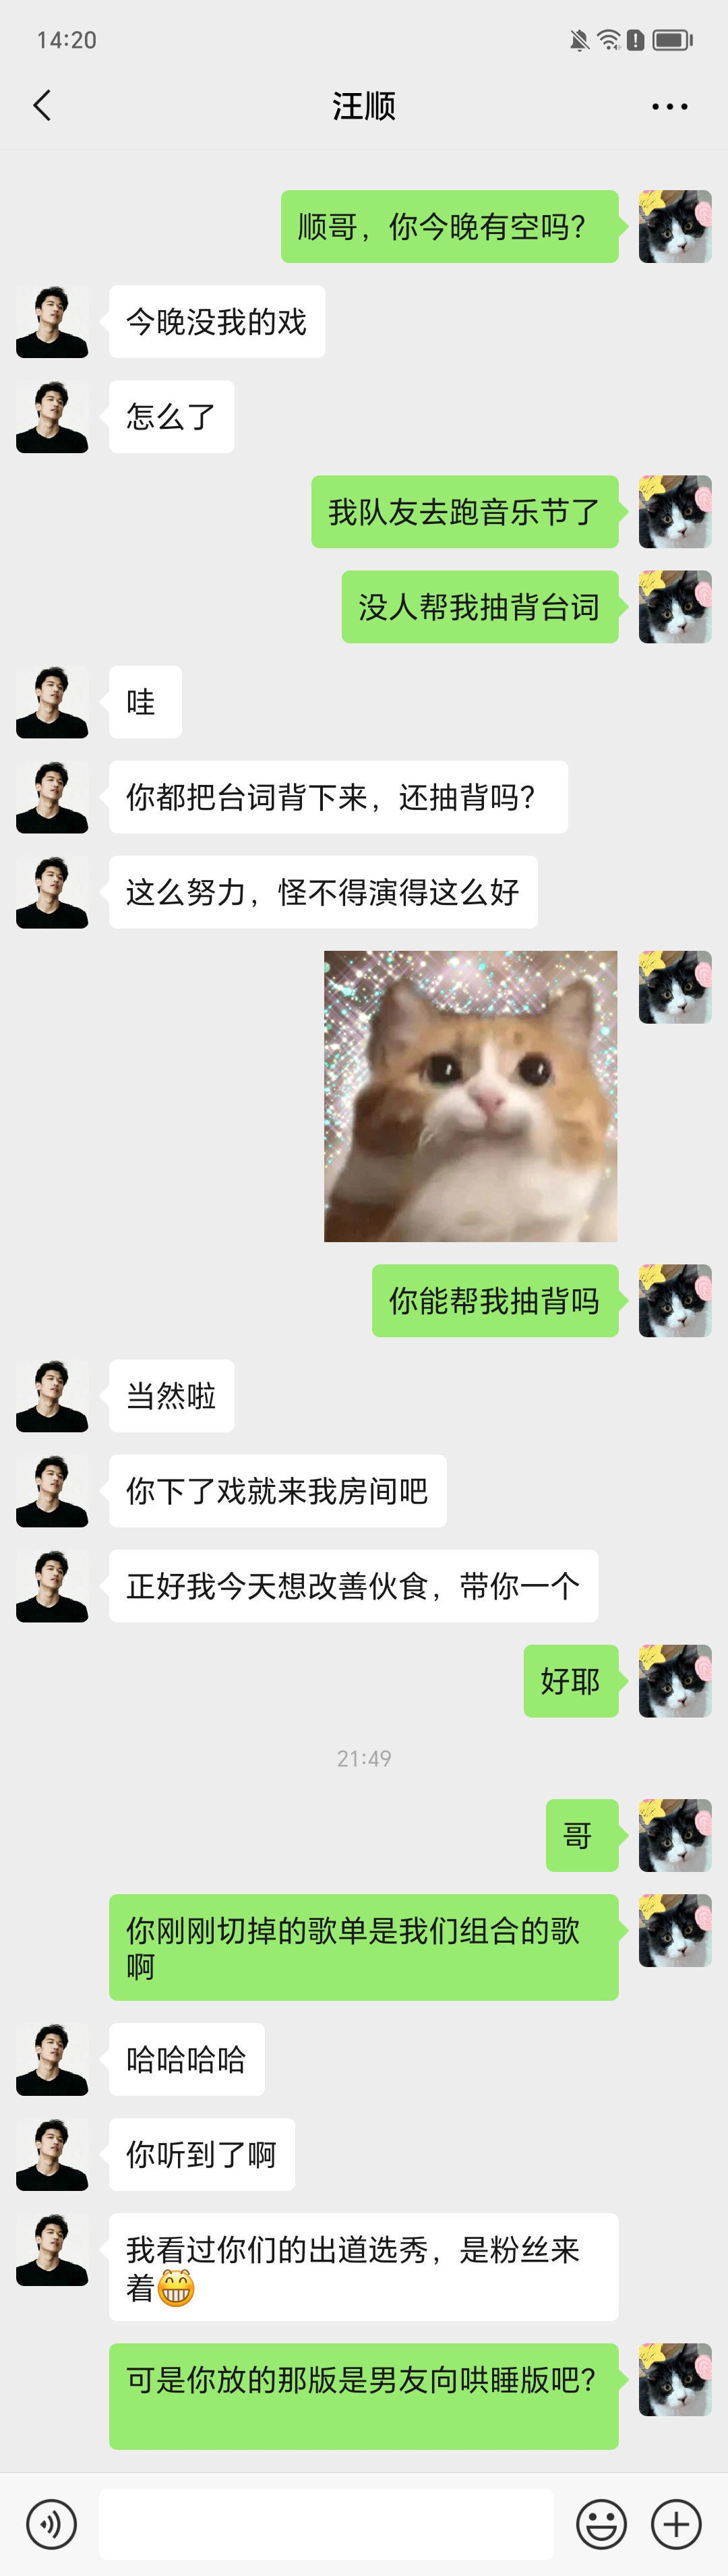 14:20
汪顺
顺哥，你今晚有空吗？
今晚没我的戏
怎么了
我队友去跑音乐节了
没人帮我抽背台词
哇
你都把台词背下来，还抽背吗？
这么努力，怪不得演得这么好
你能帮我抽背吗
当然啦
你下了戏就来我房间吧
正好我今天想改善伙食，带你一个
好耶
21:49
哥
你刚刚切掉的歌单是我们组合的歌
啊
哈哈哈哈
你听到了啊
我看过你们的出道选秀，是粉丝来
着😁
可是你放的那版是男友向哄睡版吧？